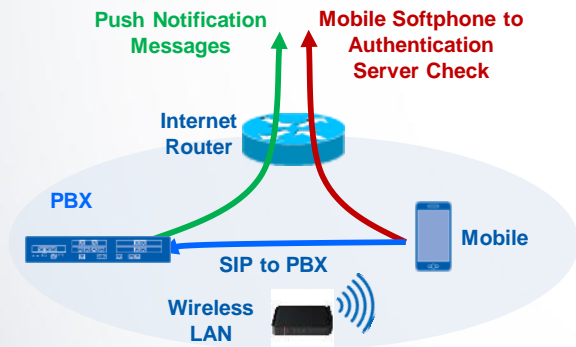 Push Notification
Messages
Mobile Softphone to
Authentication
Server Check
Internet
Router
PBX
Mobile
SIP to PBX
Wireless
LAN